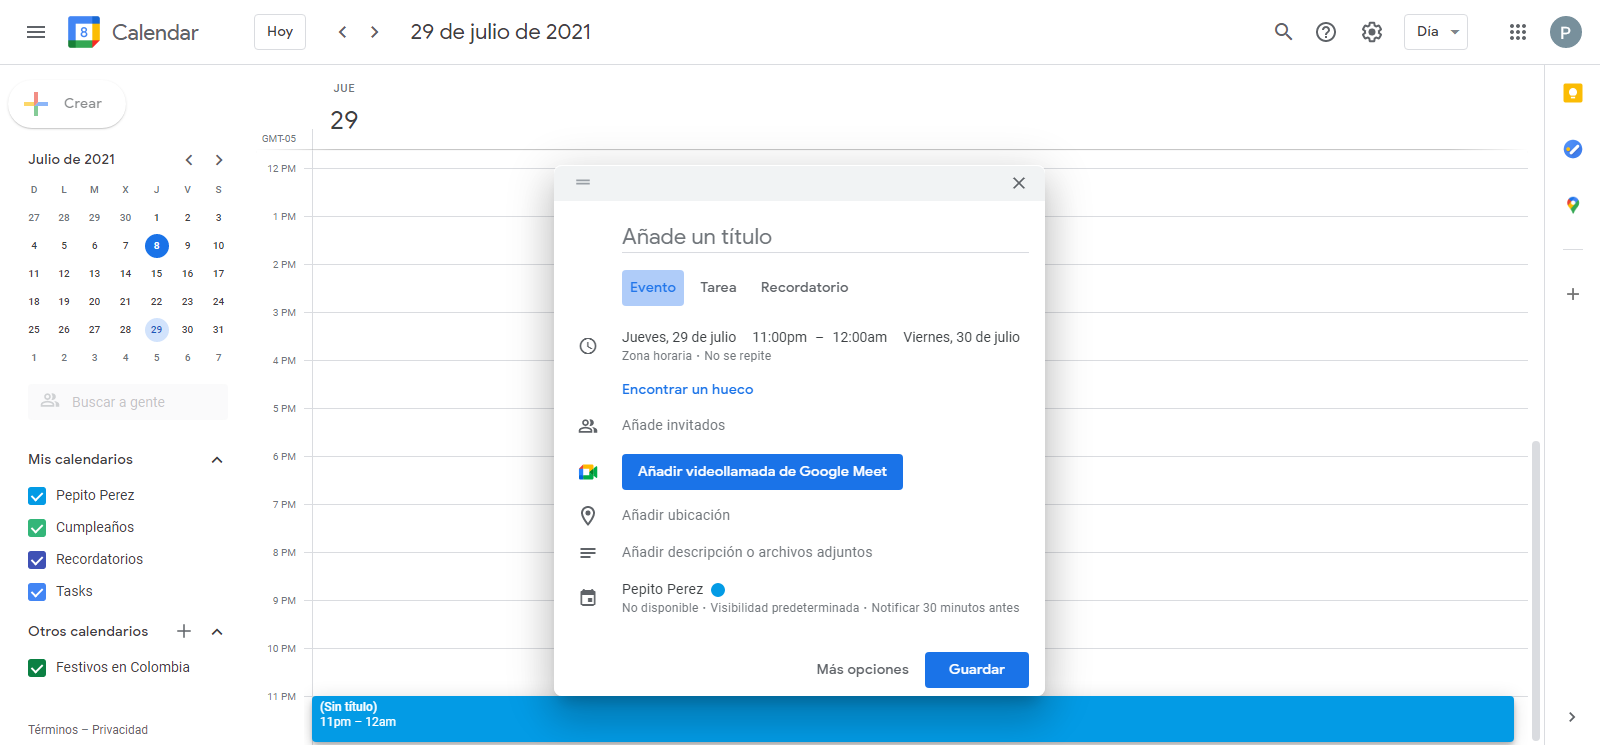 8 Calendar Hoy 29 de julio de 2021 Día P
Crear
Julio de 2021
D L M X J V S
27 28 29 30 1 2 3
4 5 6 7 8 9 10
11 12 13 14 15 16 17
18 19 20 21 22 23 24
25 26 27 28 29 30 31
1 2 3 4 5 6 7
Buscar a gente
Mis calendarios
Pepito Perez
Cumpleaños
Recordatorios
Tasks
Otros calendarios
Festivos en Colombia
Términos – Privacidad
JUE
29
GMT-05
12 PM
1 PM
2 PM
3 PM
4 PM
5 PM
6 PM
7 PM
8 PM
9 PM
10 PM
11 PM
(Sin título)
11pm – 12am
Añade un título
Evento Tarea Recordatorio
Jueves, 29 de julio 11:00pm – 12:00am Viernes, 30 de julio
Zona horaria · No se repite
Encontrar un hueco
Añade invitados
Añadir videollamada de Google Meet
Añadir ubicación
Añadir descripción o archivos adjuntos
Pepito Perez
No disponible · Visibilidad predeterminada · Notificar 30 minutos antes
Más opciones Guardar